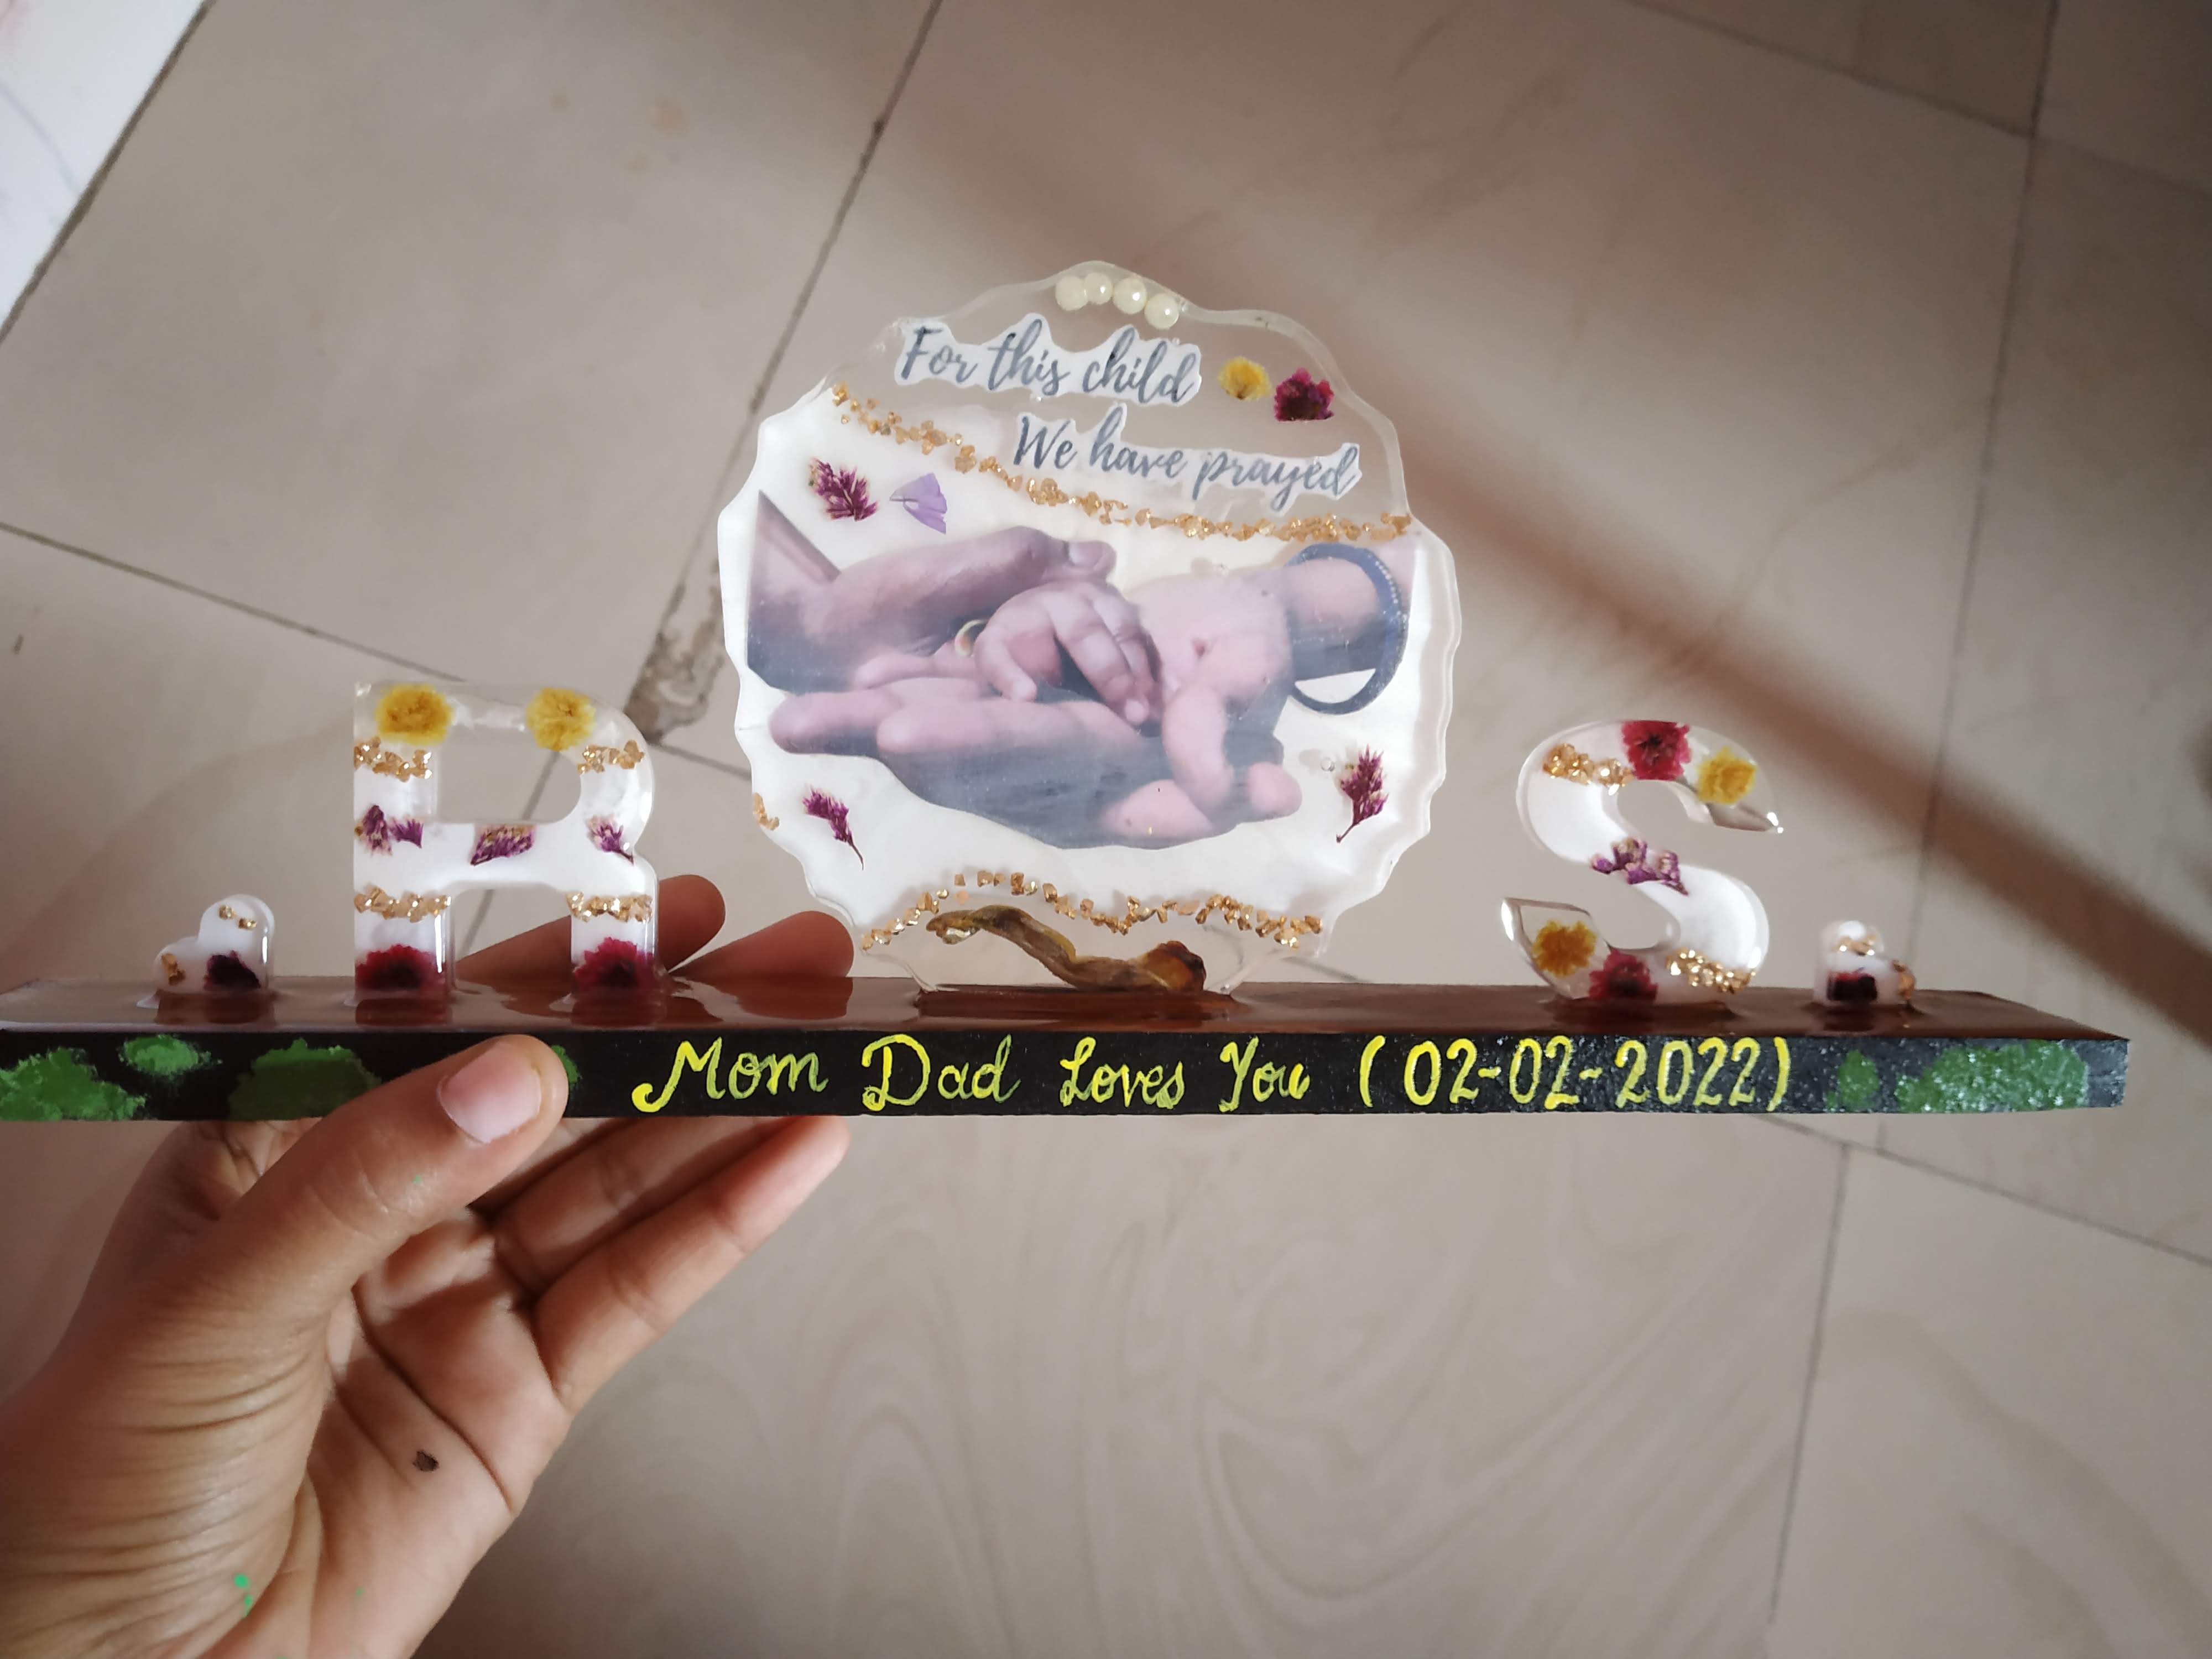 For this child
We have prayed
R S
Mom Dad Loves You (02-02-2022)